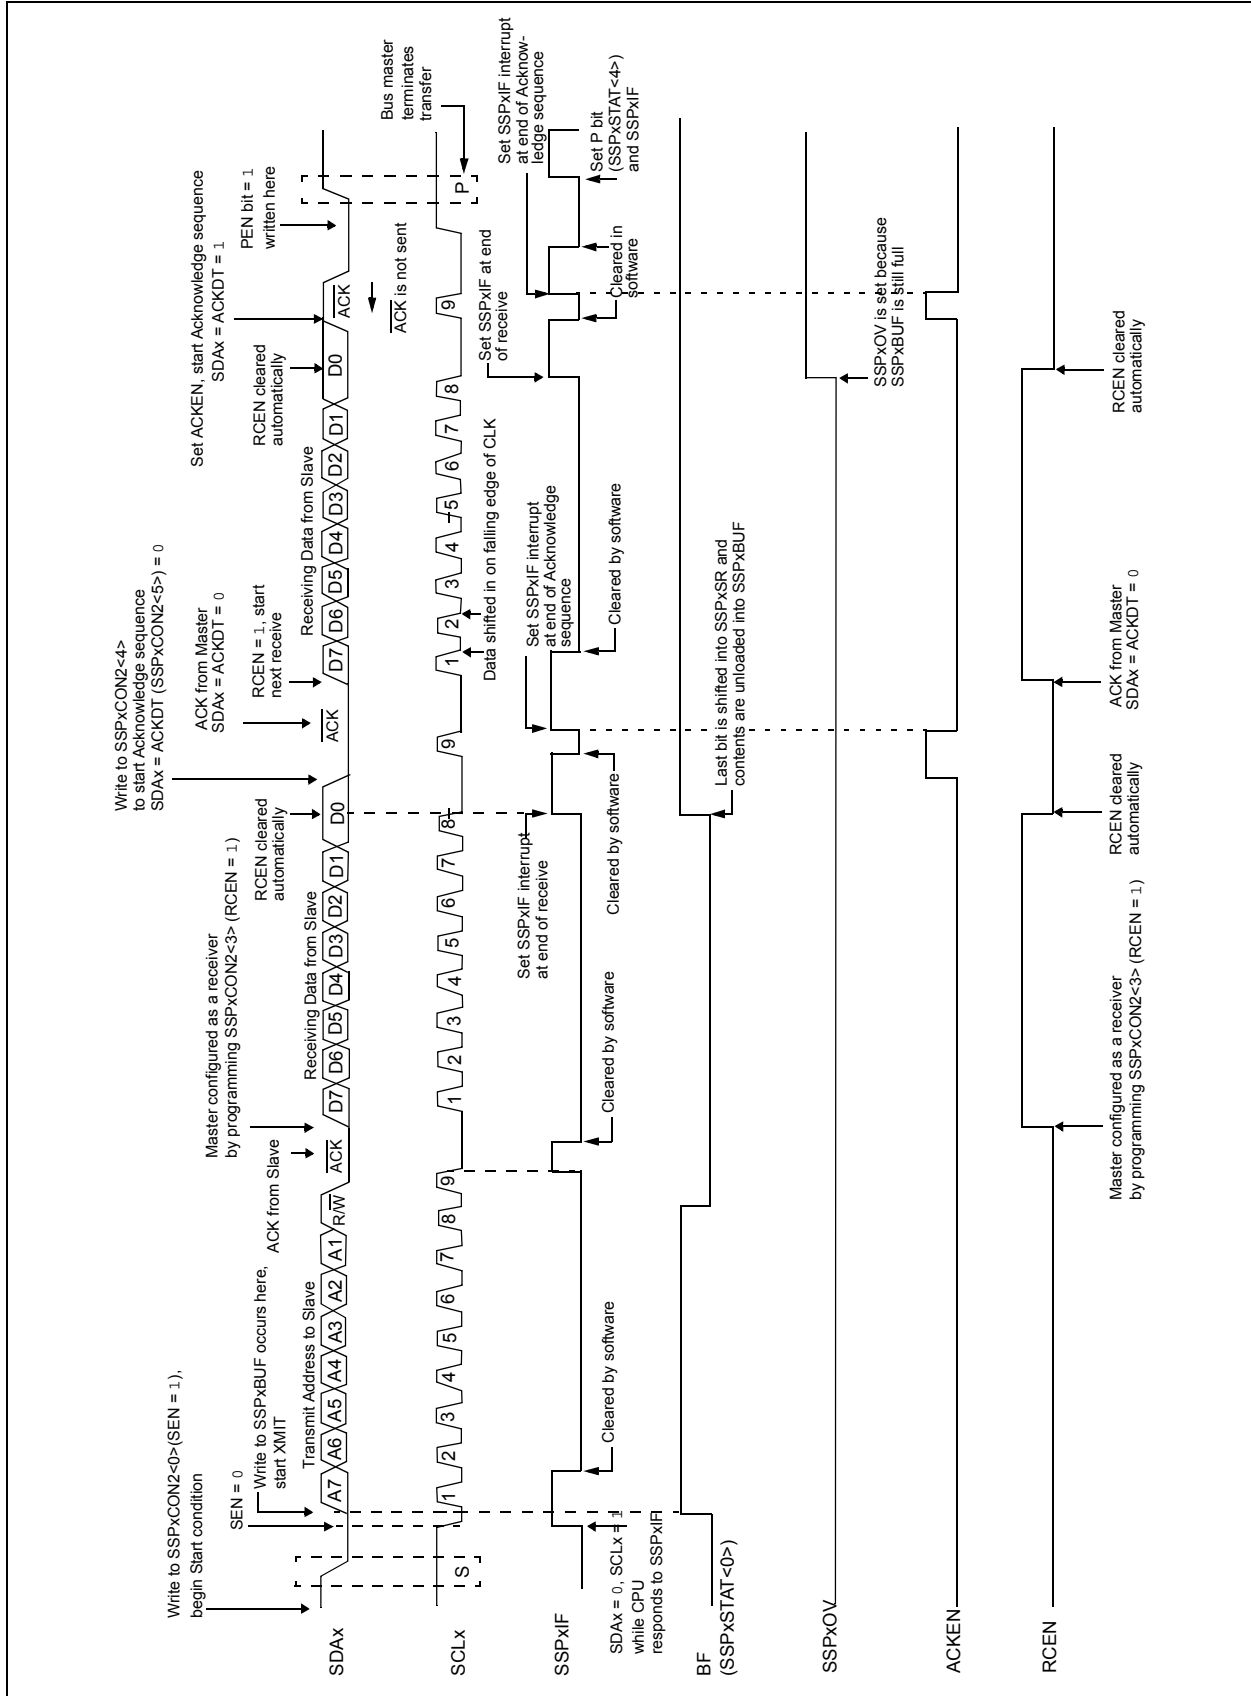 Write to SSPxCON2<0>(SEN = 1),
begin Start condition
SEN = 0
Write to SSPxBUF occurs here,
start XMIT
ACK from Slave
Master configured as a receiver
by programming SSPxCON2<3> (RCEN = 1)
RCEN cleared
automatically
Write to SSPxCON2<4>
to start Acknowledge sequence
SDAx = ACKDT (SSPxCON2<5>) = 0
ACK from Master
SDAx = ACKDT = 0
RCEN = 1, start
next receive
RCEN cleared
automatically
Set ACKEN, start Acknowledge sequence
SDAx = ACKDT = 1
PEN bit = 1
written here
Transmit Address to Slave
Receiving Data from Slave
Receiving Data from Slave
SDAx
A7 A6 A5 A4 A3 A2 A1 R/W ACK
D7 D6 D5 D4 D3 D2 D1 D0 ACK
D7 D6 D5 D4 D3 D2 D1 D0 ACK
ACK is not sent
Bus master
terminates
transfer
SCLx
S
1 2 3 4 5 6 7 8 9
1 2 3 4 5 6 7 8 9
1 2 3 4 5 6 7 8 9
P
Data shifted in on falling edge of CLK
Set SSPxIF interrupt
at end of receive
Set SSPxIF interrupt
at end of Acknowledge
sequence
Set SSPxIF at end
of receive
Set SSPxIF interrupt
at end of Acknow-
ledge sequence
SSPxIF
SDAx = 0, SCLx = 1
while CPU
responds to SSPxIF
Cleared by software
Cleared by software
Cleared by software
Cleared by software
Cleared in
software
Set P bit
(SSPxSTAT<4>)
and SSPxIF
BF
(SSPxSTAT<0>)
Last bit is shifted into SSPxSR and
contents are unloaded into SSPxBUF
SSPxOV
SSPxOV is set because
SSPxBUF is still full
ACKEN
RCEN
Master configured as a receiver
by programming SSPxCON2<3> (RCEN = 1)
RCEN cleared
automatically
ACK from Master
SDAx = ACKDT = 0
RCEN cleared
automatically